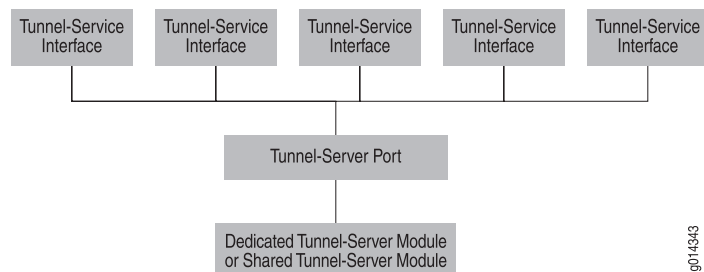 Tunnel-Service
Interface
Tunnel-Service
Interface
Tunnel-Service
Interface
Tunnel-Service
Interface
Tunnel-Service
Interface
Tunnel-Server Port
Dedicated Tunnel-Server Module
or Shared Tunnel-Server Module
g014343